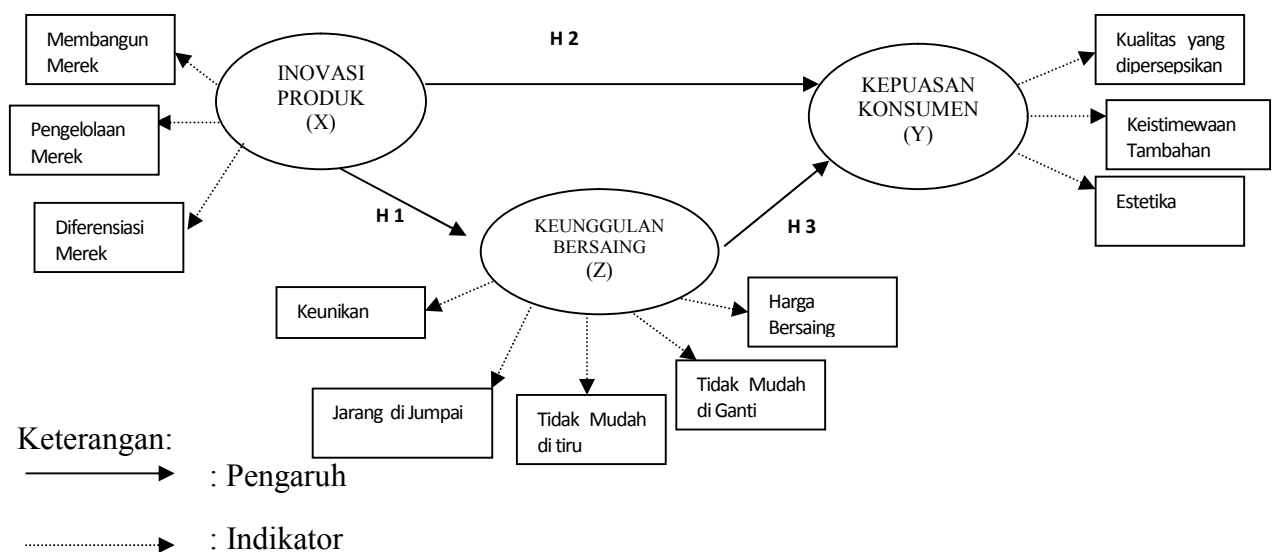 Membangun
Merek
H 2
Kualitas yang
dipersepsikan
INOVASI
PRODUK
(X)
KEPUASAN
KONSUMEN
(Y)
Pengelolaan
Merek
Keistimewaan
Tambahan
Diferensiasi
Merek
H 1
KEUNGGULAN
BERSAING
(Z)
H 3
Estetika
Keunikan
Harga
Bersaing
Jarang di Jumpai
Tidak Mudah
di tiru
Tidak Mudah
di Ganti
Keterangan:
: Pengaruh
: Indikator